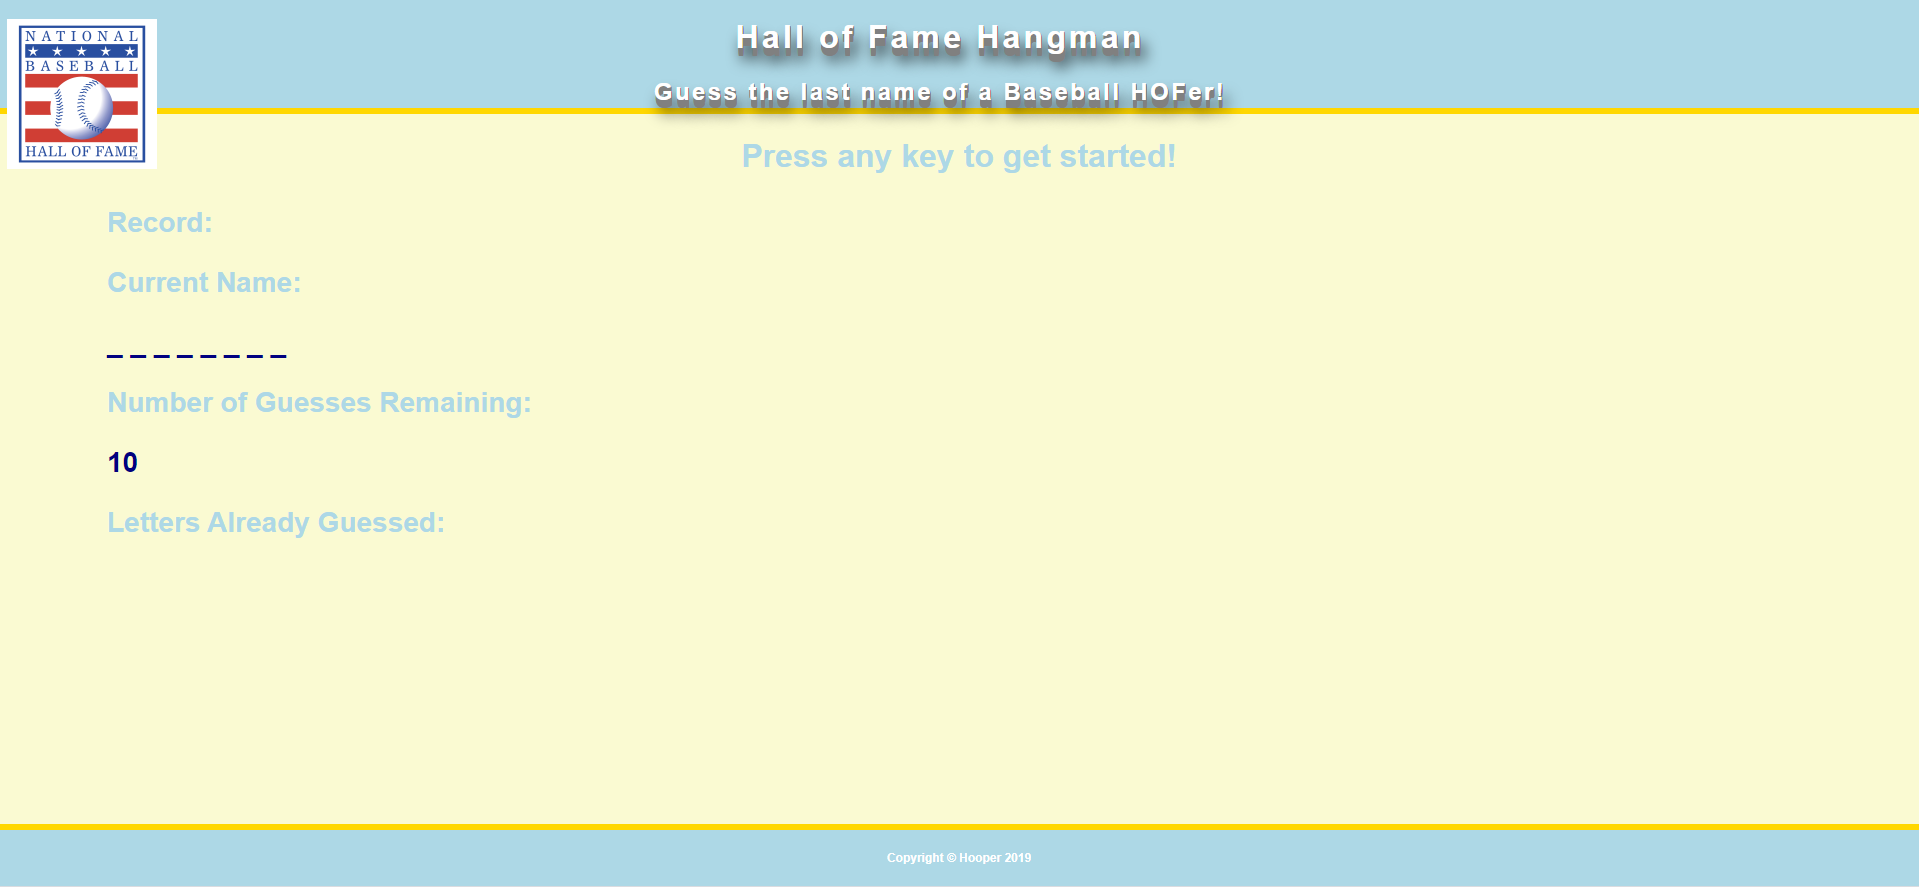 NATIONAL
BASEBALL
HALL OF FAME
Hall of Fame Hangman
Guess the last name of a Baseball HOFer!
Press any key to get started!
Record:
Current Name:
_ _ _ _ _ _ _ _
Number of Guesses Remaining:
10
Letters Already Guessed:
Copyright © Hooper 2019